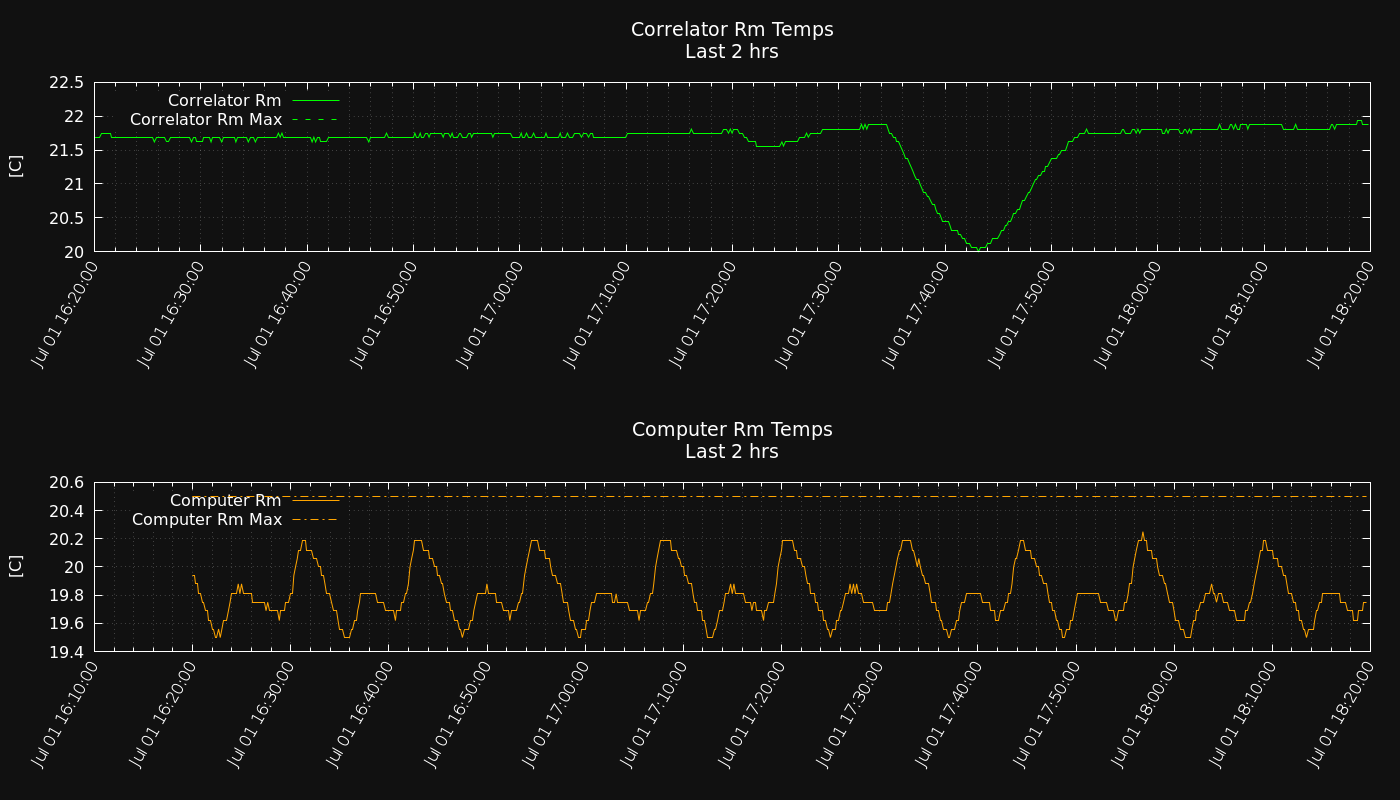 Correlator Rm Temps
Last 2 hrs
22.5
22
21.5
21
20.5
20
[C]
Correlator Rm
Correlator Rm Max
Jul 01 16:20:00
Jul 01 16:30:00
Jul 01 16:40:00
Jul 01 16:50:00
Jul 01 17:00:00
Jul 01 17:10:00
Jul 01 17:20:00
Jul 01 17:30:00
Jul 01 17:40:00
Jul 01 17:50:00
Jul 01 18:00:00
Jul 01 18:10:00
Jul 01 18:20:00
Computer Rm Temps
Last 2 hrs
20.6
20.4
20.2
20
19.8
19.6
19.4
[C]
Computer Rm
Computer Rm Max
Jul 01 16:10:00
Jul 01 16:20:00
Jul 01 16:30:00
Jul 01 16:40:00
Jul 01 16:50:00
Jul 01 17:00:00
Jul 01 17:10:00
Jul 01 17:20:00
Jul 01 17:30:00
Jul 01 17:40:00
Jul 01 17:50:00
Jul 01 18:00:00
Jul 01 18:10:00
Jul 01 18:20:00